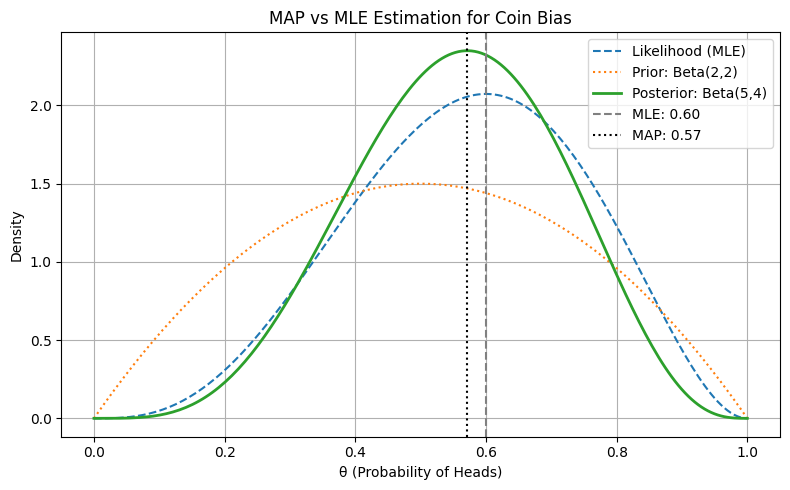 MAP vs MLE Estimation for Coin Bias
Likelihood (MLE)
Prior: Beta(2,2)
Posterior: Beta(5,4)
MLE: 0.60
MAP: 0.57
Density
2.0
1.5
1.0
0.5
0.0
0.0 0.2 0.4 0.6 0.8 1.0
θ (Probability of Heads)